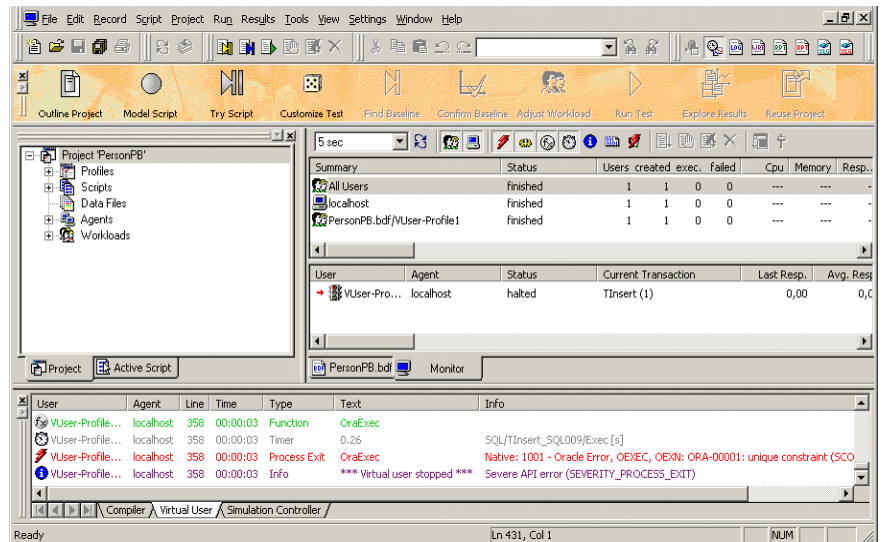 File Edit Record Script Project Run Results Tools View Settings Window Help
Outline Project Model Script Try Script Customize Test Find Baseline Confirm Baseline Adjust Workload Run Test Explore Results Reuse Project
Project 'PersonPB'
Profiles
Scripts
Data Files
Agents
Workloads
Project Active Script
5 sec
Summary Status Users created exec. failed Cpu Memory Resp..
All Users finished 1 1 0 0 --- --- -
localhost finished 1 1 0 0 --- --- -
PersonPB.bdf/VUser-Profile1 finished 1 1 0 0 --- --- -
User Agent Status Current Transaction Last Resp. Avg. Resp
VUser-Pro... localhost halted TInsert (1) 0,00 0,0
PersonPB.bdf Monitor
User Agent Line Time Type Text Info
VUser-Profile... localhost 358 00:00:03 Function OraExec
VUser-Profile... localhost 358 00:00:03 Timer 0.26 SQL/TInsert_SQL009/Exec [s]
VUser-Profile... localhost 358 00:00:03 Process Exit OraExec Native: 1001 - Oracle Error, OEXEC, OEXN: ORA-00001: unique constraint (SCO
VUser-Profile... localhost 358 00:00:03 Info *** Virtual user stopped *** Severe API error (SEVERITY_PROCESS_EXIT)
Compiler Virtual User Simulation Controller
Ready Ln 431, Col 1 NUM